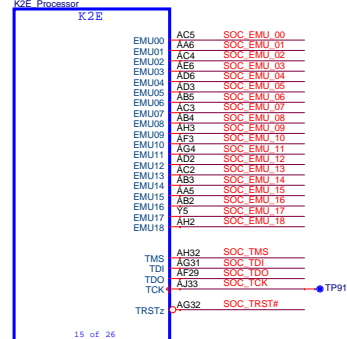 K2E_Processor
K2E
EMU00 AC5 SOC_EMU_00
EMU01 AA6 SOC_EMU_01
EMU02 AC4 SOC_EMU_02
EMU03 AE6 SOC_EMU_03
EMU04 AD6 SOC_EMU_04
EMU05 AD3 SOC_EMU_05
EMU06 AB5 SOC_EMU_06
EMU07 AC3 SOC_EMU_07
EMU08 AB4 SOC_EMU_08
EMU09 AH3 SOC_EMU_09
EMU10 AF3 SOC_EMU_10
EMU11 AG4 SOC_EMU_11
EMU12 AD2 SOC_EMU_12
EMU13 AC2 SOC_EMU_13
EMU14 AB3 SOC_EMU_14
EMU15 AA5 SOC_EMU_15
EMU16 AB2 SOC_EMU_16
EMU17 Y5 SOC_EMU_17
EMU18 AH2 SOC_EMU_18
TMS AH32 SOC_TMS
TDI AG31 SOC_TDI
TDO AF29 SOC_TDO
TCK AJ33 SOC_TCK TP91
TRSTz AG32 SOC_TRST#
15 of 26